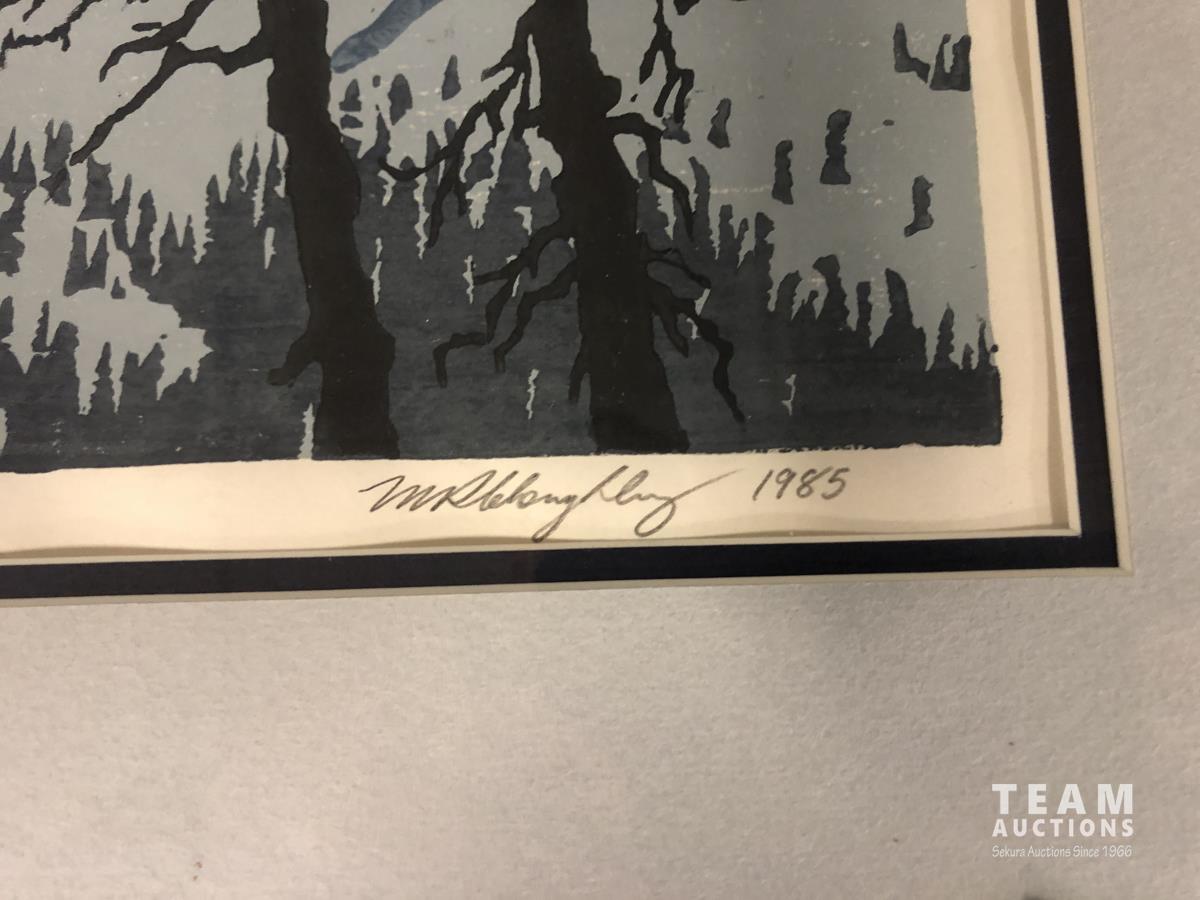 1985
TEAM
AUCTIONS
Sekura Auctions Since 1966